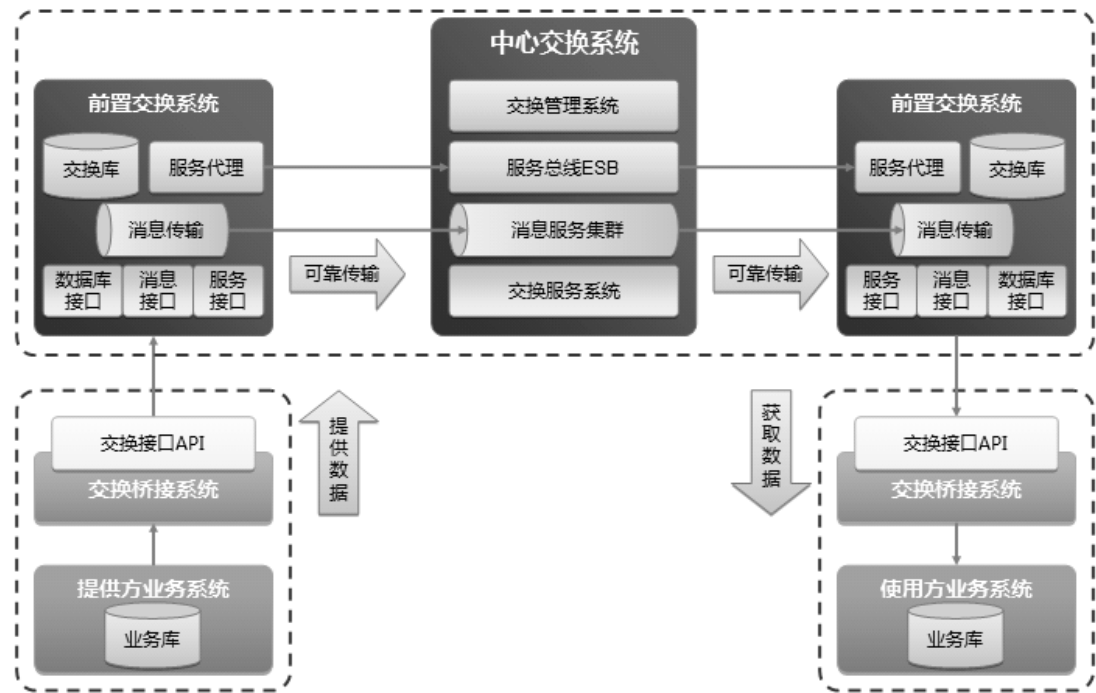 中心交换系统
交换管理系统
服务总线ESB
消息服务集群
交换服务系统
前置交换系统
交换库
服务代理
消息传输
数据库
接口
消息
接口
服务
接口
可靠传输
可靠传输
前置交换系统
服务代理
交换库
消息传输
服务
接口
消息
接口
数据库
接口
交换接口API
交换桥接系统
提供方业务系统
业务库
提供数据
获取数据
交换接口API
交换桥接系统
使用方业务系统
业务库